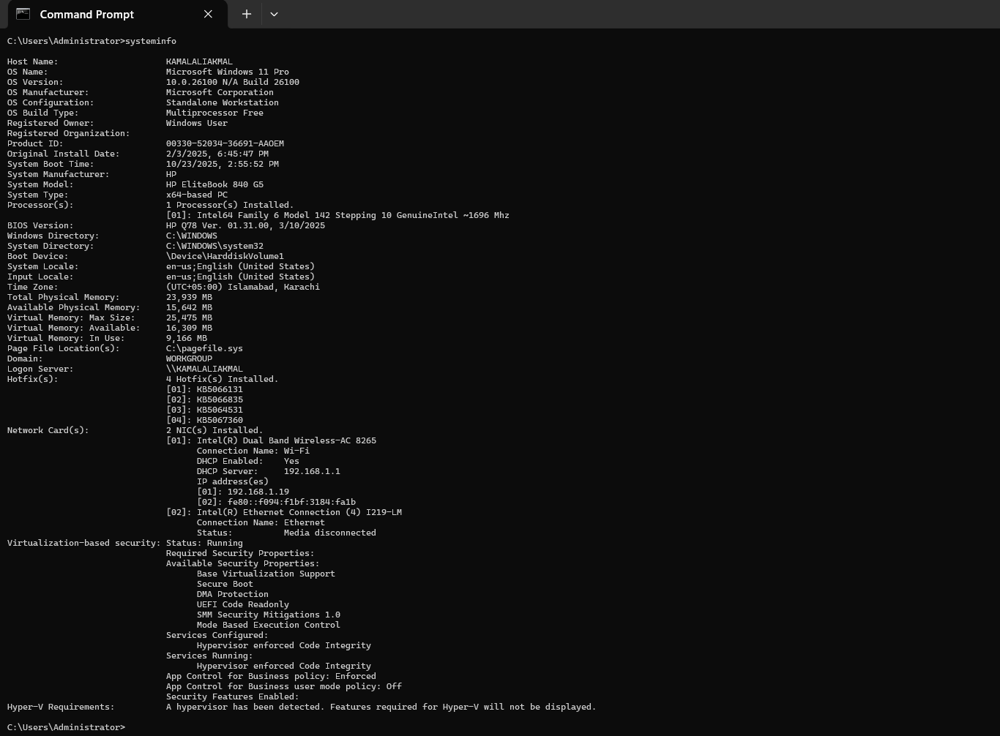 Command Prompt
C:\Users\Administrator>systeminfo
Host Name: KAMALALIAKMAL
OS Name: Microsoft Windows 11 Pro
OS Version: 10.0.26100 N/A Build 26100
OS Manufacturer: Microsoft Corporation
OS Configuration: Standalone Workstation
OS Build Type: Multiprocessor Free
Registered Owner: Windows User
Registered Organization:
Product ID: 00330-52034-36691-AAOEM
Original Install Date: 2/3/2025, 6:45:47 PM
System Boot Time: 10/23/2025, 2:55:52 PM
System Manufacturer: HP
System Model: HP EliteBook 840 G5
System Type: x64-based PC
Processor(s): 1 Processor(s) Installed.
[01]: Intel64 Family 6 Model 142 Stepping 10 GenuineIntel ~1696 Mhz
BIOS Version: HP Q78 Ver. 01.31.00, 3/10/2025
Windows Directory: C:\WINDOWS
System Directory: C:\WINDOWS\system32
Boot Device: \Device\HarddiskVolume1
System Locale: en-us;English (United States)
Input Locale: en-us;English (United States)
Time Zone: (UTC+05:00) Islamabad, Karachi
Total Physical Memory: 23,939 MB
Available Physical Memory: 15,642 MB
Virtual Memory: Max Size: 25,475 MB
Virtual Memory: Available: 16,309 MB
Virtual Memory: In Use: 9,166 MB
Page File Location(s): C:\pagefile.sys
Domain: WORKGROUP
Logon Server: \\KAMALALIAKMAL
Hotfix(s): 4 Hotfix(s) Installed.
[01]: KB5066131
[02]: KB5066835
[03]: KB5064531
[04]: KB5067360
Network Card(s): 2 NIC(s) Installed.
[01]: Intel(R) Dual Band Wireless-AC 8265
Connection Name: Wi-Fi
DHCP Enabled: Yes
DHCP Server: 192.168.1.1
IP address(es)
[01]: 192.168.1.19
[02]: fe80::f094:f1bf:3184:fa1b
[02]: Intel(R) Ethernet Connection (4) I219-LM
Connection Name: Ethernet
Status: Media disconnected
Virtualization-based security: Status: Running
Required Security Properties:
Available Security Properties:
Base Virtualization Support
Secure Boot
DMA Protection
UEFI Code Readonly
SMM Security Mitigations 1.0
Mode Based Execution Control
Services Configured:
Hypervisor enforced Code Integrity
Services Running:
Hypervisor enforced Code Integrity
App Control for Business policy: Enforced
App Control for Business user mode policy: Off
Security Features Enabled:
Hyper-V Requirements: A hypervisor has been detected. Features required for Hyper-V will not be displayed.
C:\Users\Administrator>